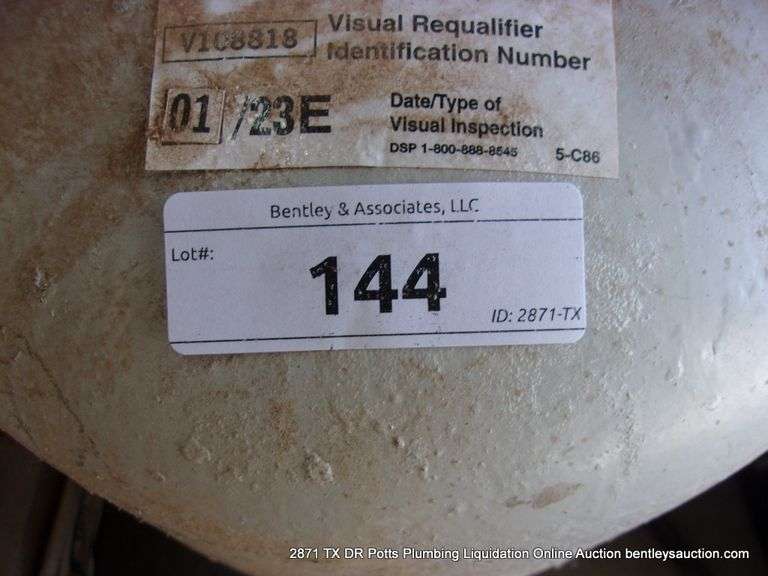 V108818 Visual Requalifier
Identification Number
01 /23E Date/Type of
Visual Inspection
DSP 1-800-888-8545 5-C86
Bentley & Associates, LLC
Lot#:
144
ID: 2871-TX
2871 TX DR Potts Plumbing Liquidation Online Auction bentleysauction.com